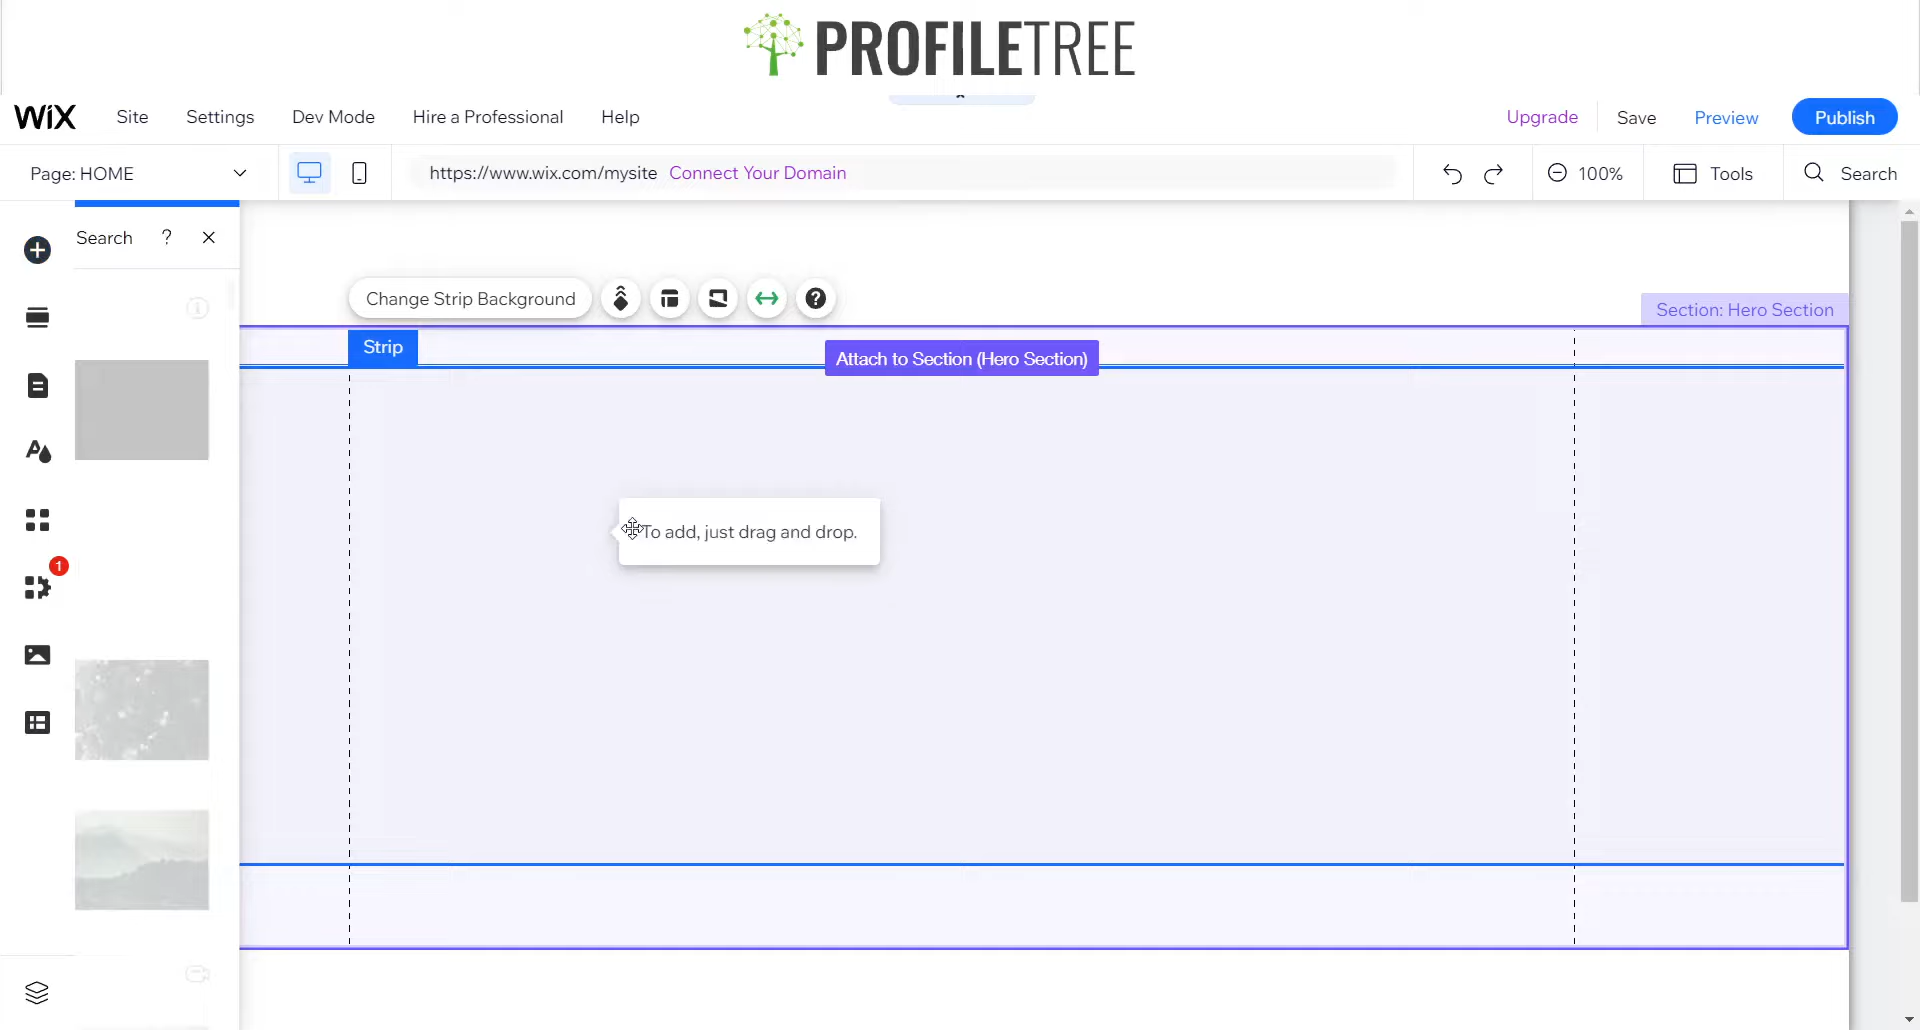 PROFILETREE
WiX Site Settings Dev Mode Hire a Professional Help Upgrade Save Preview Publish
Page: HOME https://www.wix.com/mysite Connect Your Domain 100% Tools Search
Search ? ×
Change Strip Background ?
Section: Hero Section
Strip
Attach to Section (Hero Section)
To add, just drag and drop.
1